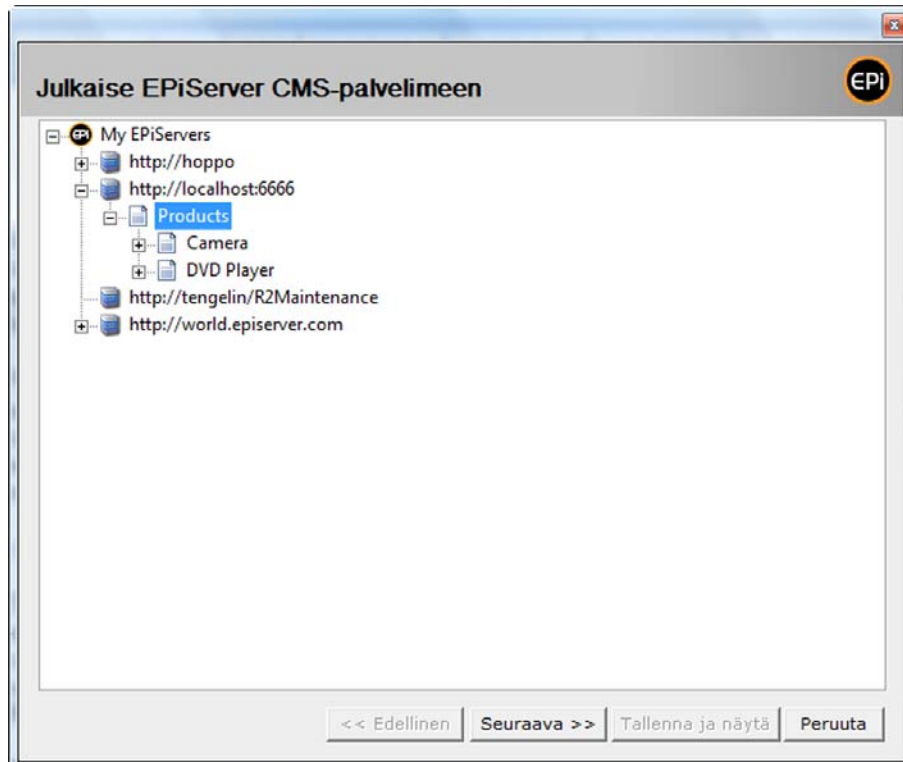 Julkaise EPiServer CMS-palvelimeen
EPi
EPi My EPiServers
http://hoppo
http://localhost:6666
Products
Camera
DVD Player
http://tengelin/R2Maintenance
http://world.episerver.com
<< Edellinen Seuraava >> Tallenna ja näytä Peruuta